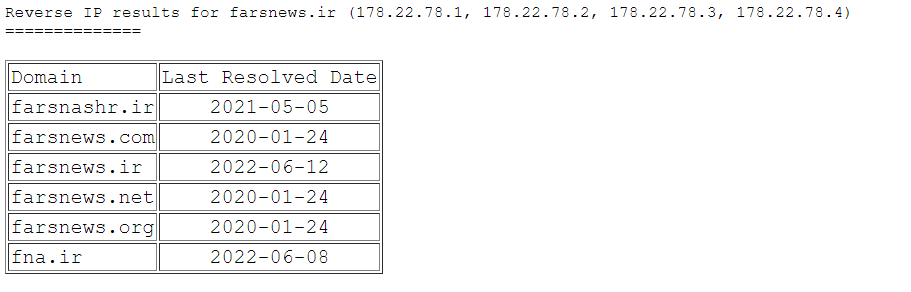 Reverse IP results for farsnews.ir (178.22.78.1, 178.22.78.2, 178.22.78.3, 178.22.78.4)
==============
Domain Last Resolved Date
farsnashr.ir 2021-05-05
farsnews.com 2020-01-24
farsnews.ir 2022-06-12
farsnews.net 2020-01-24
farsnews.org 2020-01-24
fna.ir 2022-06-08